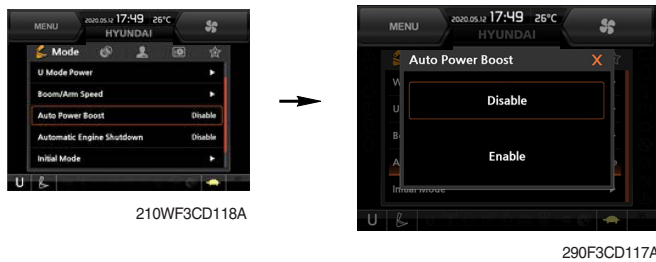 MENU
2020.05.12 17:49 26°C
HYUNDAI
Mode
U Mode Power
Boom/Arm Speed
Auto Power Boost Disable
Automatic Engine Shutdown Disable
Initial Mode
U
210WF3CD118A
MENU
2020.05.12 17:49 26°C
HYUNDAI
Auto Power Boost X
Disable
Enable
W
U
B
A
Initial Mode
U
290F3CD117A